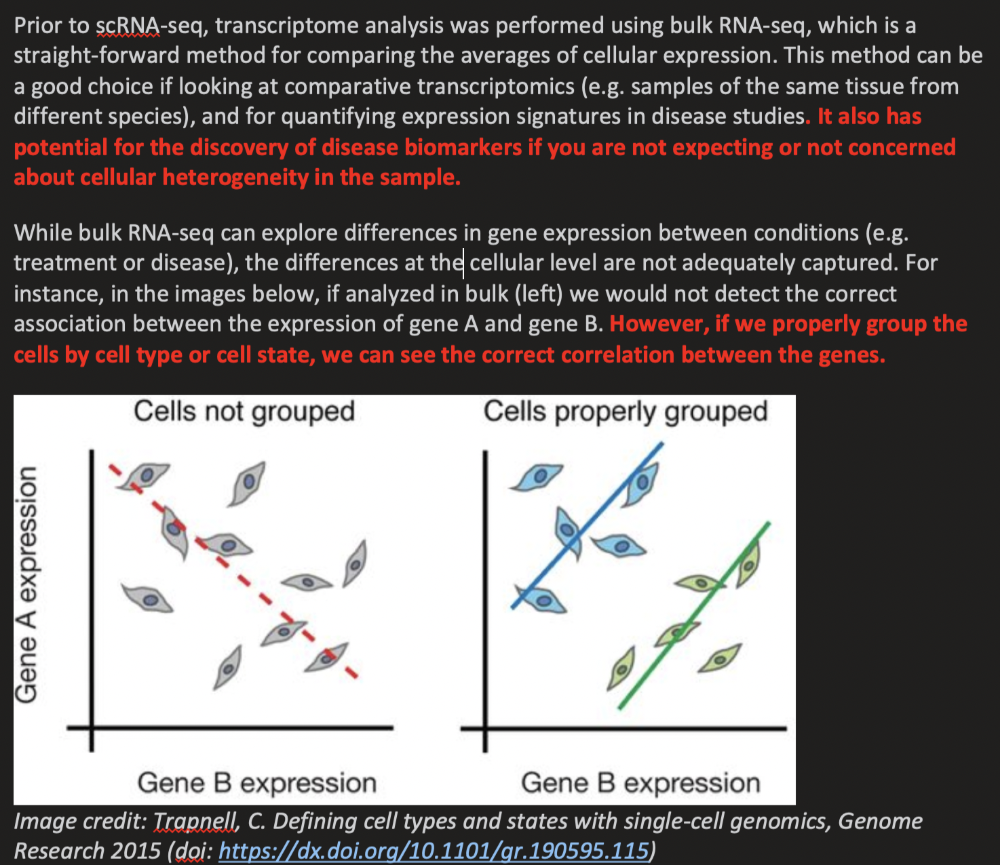 Prior to scRNA-seq, transcriptome analysis was performed using bulk RNA-seq, which is a
straight-forward method for comparing the averages of cellular expression. This method can be
a good choice if looking at comparative transcriptomics (e.g. samples of the same tissue from
different species), and for quantifying expression signatures in disease studies. It also has
potential for the discovery of disease biomarkers if you are not expecting or not concerned
about cellular heterogeneity in the sample.
While bulk RNA-seq can explore differences in gene expression between conditions (e.g.
treatment or disease), the differences at the cellular level are not adequately captured. For
instance, in the images below, if analyzed in bulk (left) we would not detect the correct
association between the expression of gene A and gene B. However, if we properly group the
cells by cell type or cell state, we can see the correct correlation between the genes.
Cells not grouped
Cells properly grouped
Gene A expression
Gene B expression
Gene B expression
Image credit: Trapnell, C. Defining cell types and states with single-cell genomics, Genome
Research 2015 (doi: https://dx.doi.org/10.1101/gr.190595.115)